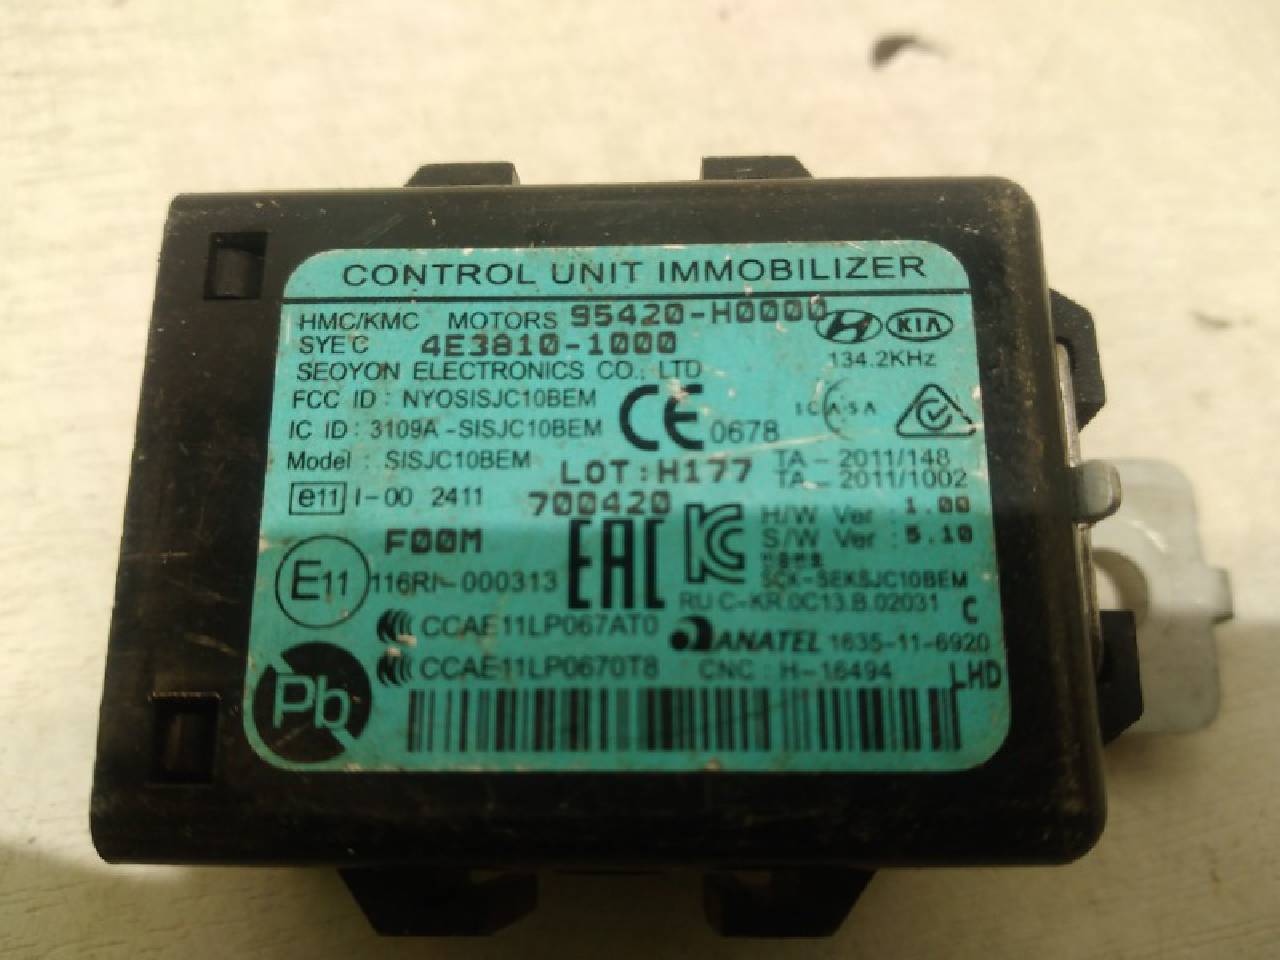 CONTROL UNIT IMMOBILIZER
HMC/KMC MOTORS 95420-H0000
KIA
SYEC 4E3810-1000
134.2KHz
SEOYON ELECTRONICS CO., LTD
FCC ID : NYOSISJC10BEM
IC ID : 3109A -SISJC10BEM
CE 0678
ICASA
Model : SISJC10BEM
LOT:H177
700420
TA - 2011/148
TA - 2011/1002
e11 I-00 2411
H/W Ver : 1.00
S/W Ver : 5.10
F00M
EAC
E11 116RI-000313
SCK-SEKSJC10BEM
RU C-KR.0C13.B.02031 C
CCAE11LP067AT0
ANATEL 1635-11-6920
CCAE11LP0670T8
CNC : H-16494
LHD
Pb